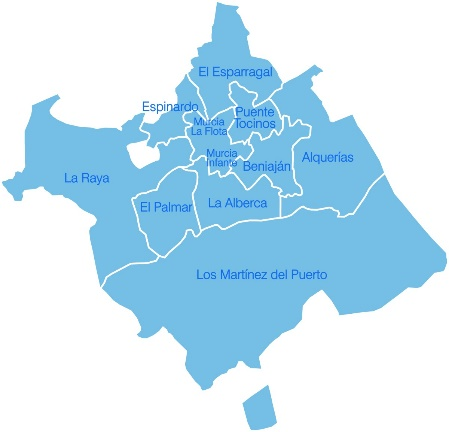 El Esparragal
Espinardo
Murcia
La Flota
Puente
Tocinos
Murcia
Infante
Beniaján
Alquerías
La Raya
El Palmar
La Alberca
Los Martínez del Puerto